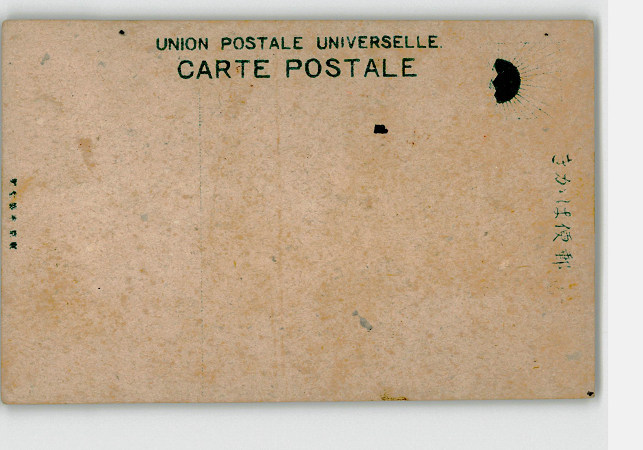 UNION POSTALE UNIVERSELLE.
CARTE POSTALE
きかは便郵